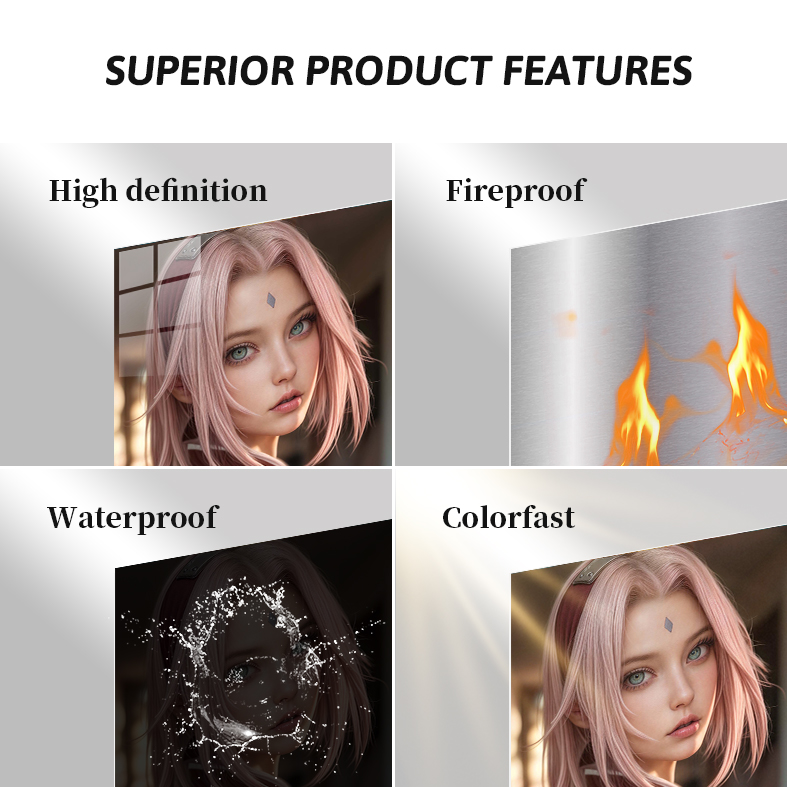 SUPERIOR PRODUCT FEATURES
High definition
Fireproof
Waterproof
Colorfast